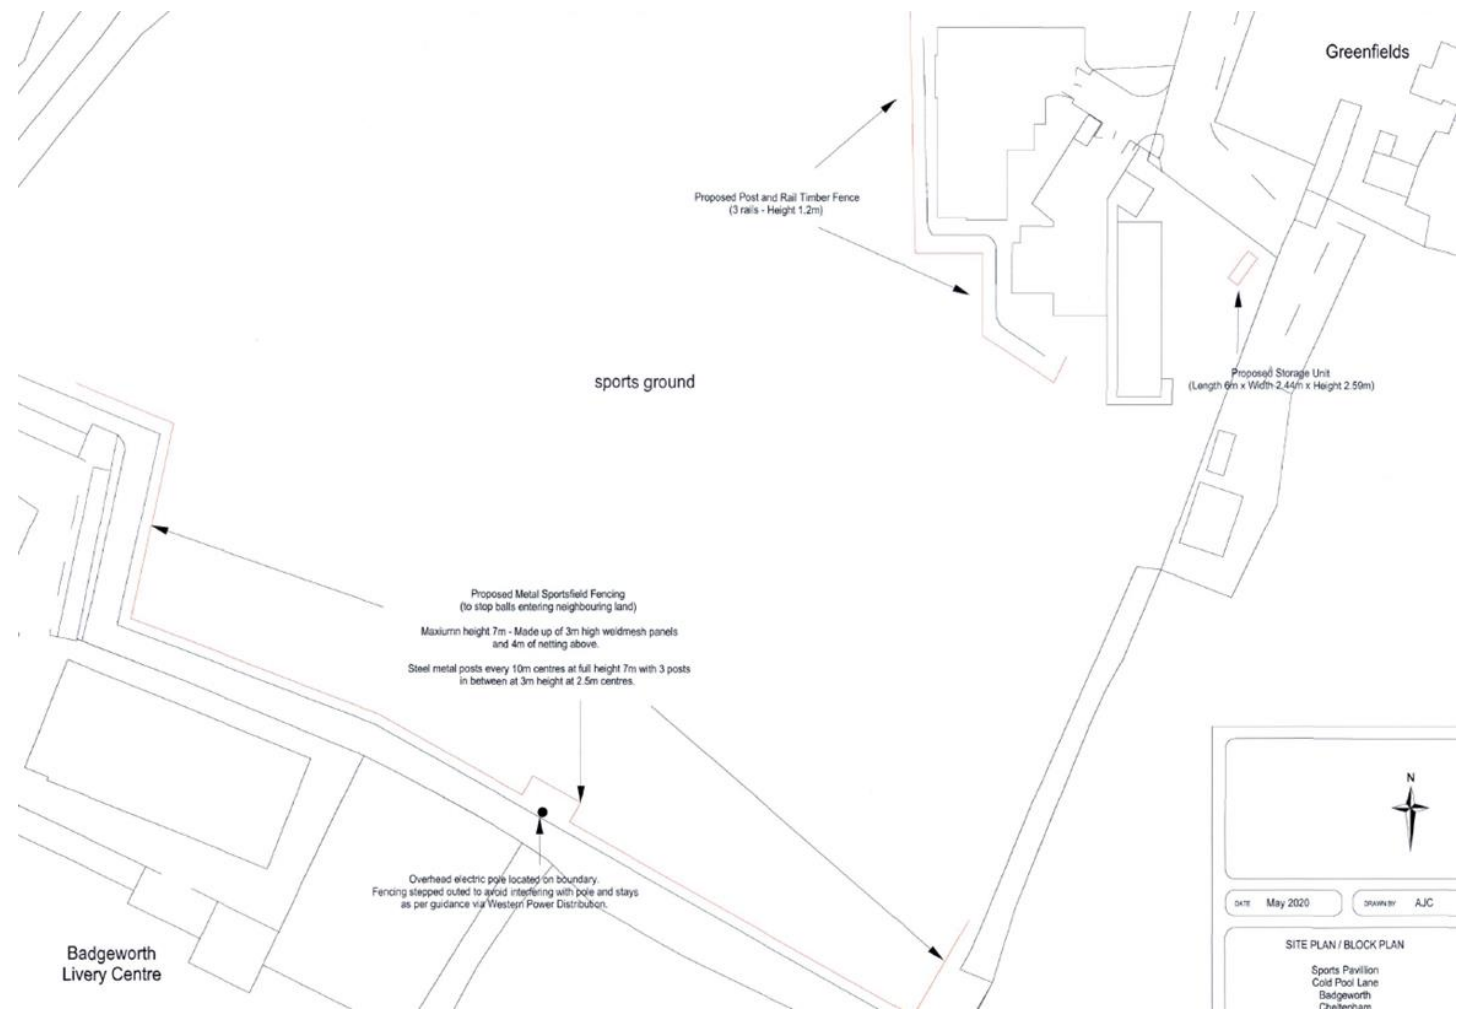 Greenfields
Proposed Post and Rail Timber Fence
(3 rails - Height 1.2m)
Proposed Storage Unit
(Length 6m x Width 2.44m x Height 2.59m)
sports ground
Proposed Metal Sportsfield Fencing
(to stop balls entering neighbouring land)
Maxiumn height 7m - Made up of 3m high weldmesh panels
and 4m of netting above.
Steel metal posts every 10m centres at full height 7m with 3 posts
in between at 3m height at 2.5m centres.
Overhead electric pole located on boundary.
Fencing stepped outed to avoid interfering with pole and stays
as per guidance via Western Power Distribution.
Badgeworth
Livery Centre
N
DATE May 2020
DRAWN BY AJC
SITE PLAN / BLOCK PLAN
Sports Pavillion
Cold Pool Lane
Badgeworth
Cheltenham